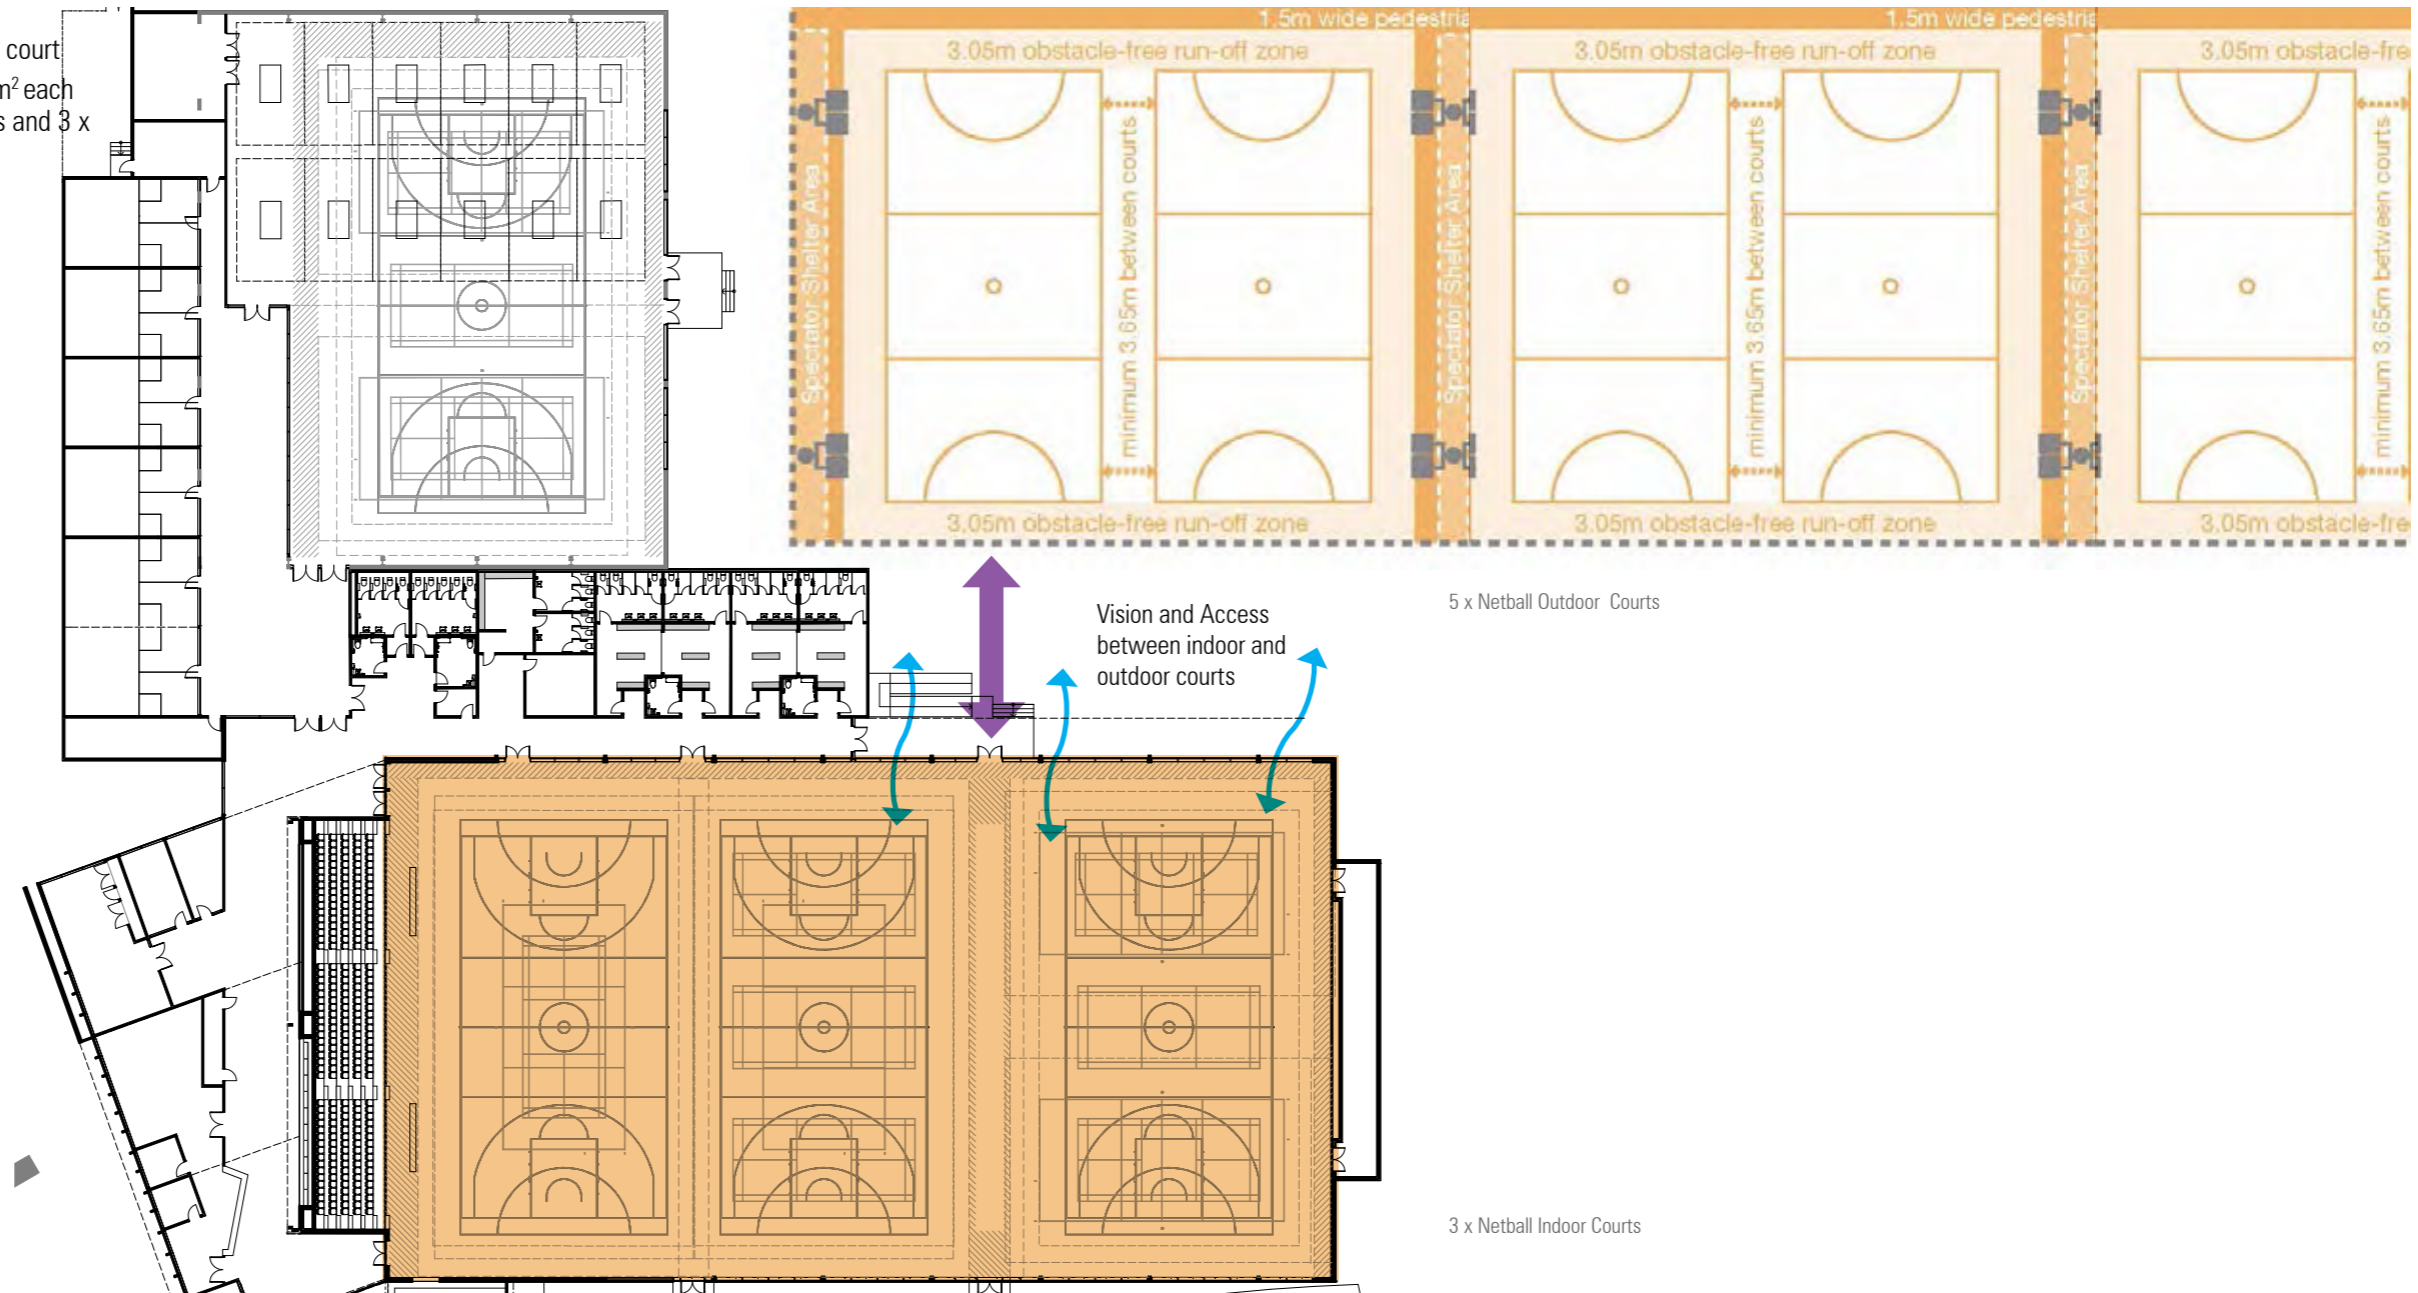 court
m² each
s and 3 x
1.5m wide pedestria
1.5m wide pedestria
3.05m obstacle-free run-off zone
3.05m obstacle-free run-off zone
3.05m obstacle-fre
Spectator Shelter Area
minimum 3.65m between courts
Spectator Shelter Area
minimum 3.65m between courts
Spectator Shelter Area
minimum 3.65m between courts
3.05m obstacle-free run-off zone
3.05m obstacle-free run-off zone
3.05m obstacle-fre
5 x Netball Outdoor Courts
Vision and Access
between indoor and
outdoor courts
3 x Netball Indoor Courts